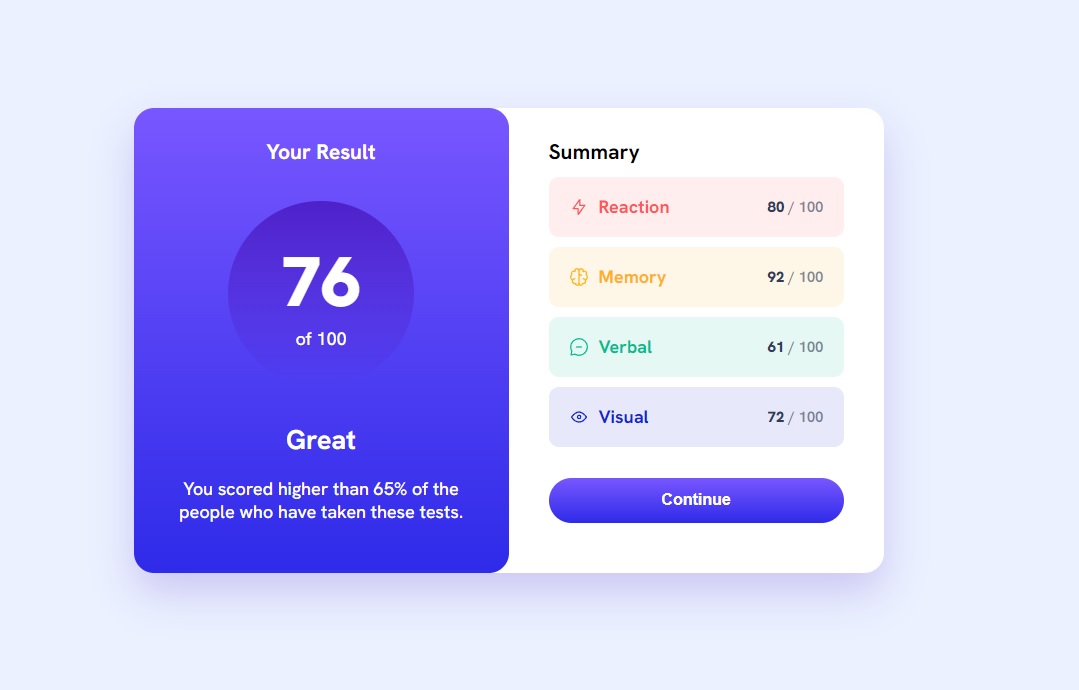 Your Result
76
of 100
Great
You scored higher than 65% of the
people who have taken these tests.
Summary
Reaction 80 / 100
Memory 92 / 100
Verbal 61 / 100
Visual 72 / 100
Continue